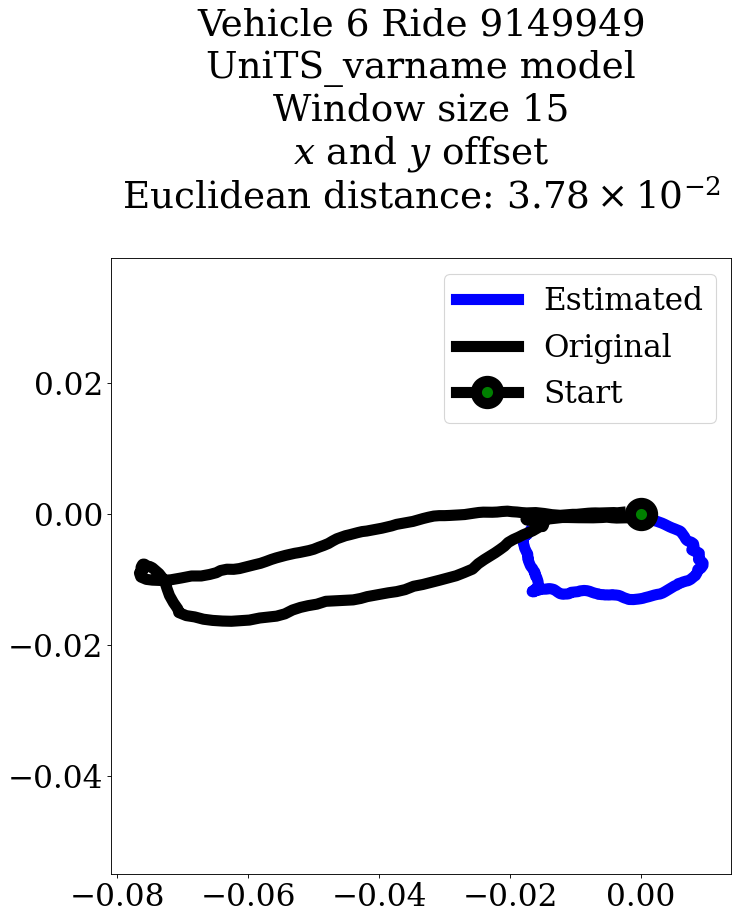 Vehicle 6 Ride 9149949
UniTS_varname model
Window size 15
x and y offset
Euclidean distance: 3.78 × 10⁻²
Estimated
Original
Start
0.02
0.00
−0.02
−0.04
−0.08 −0.06 −0.04 −0.02 0.00